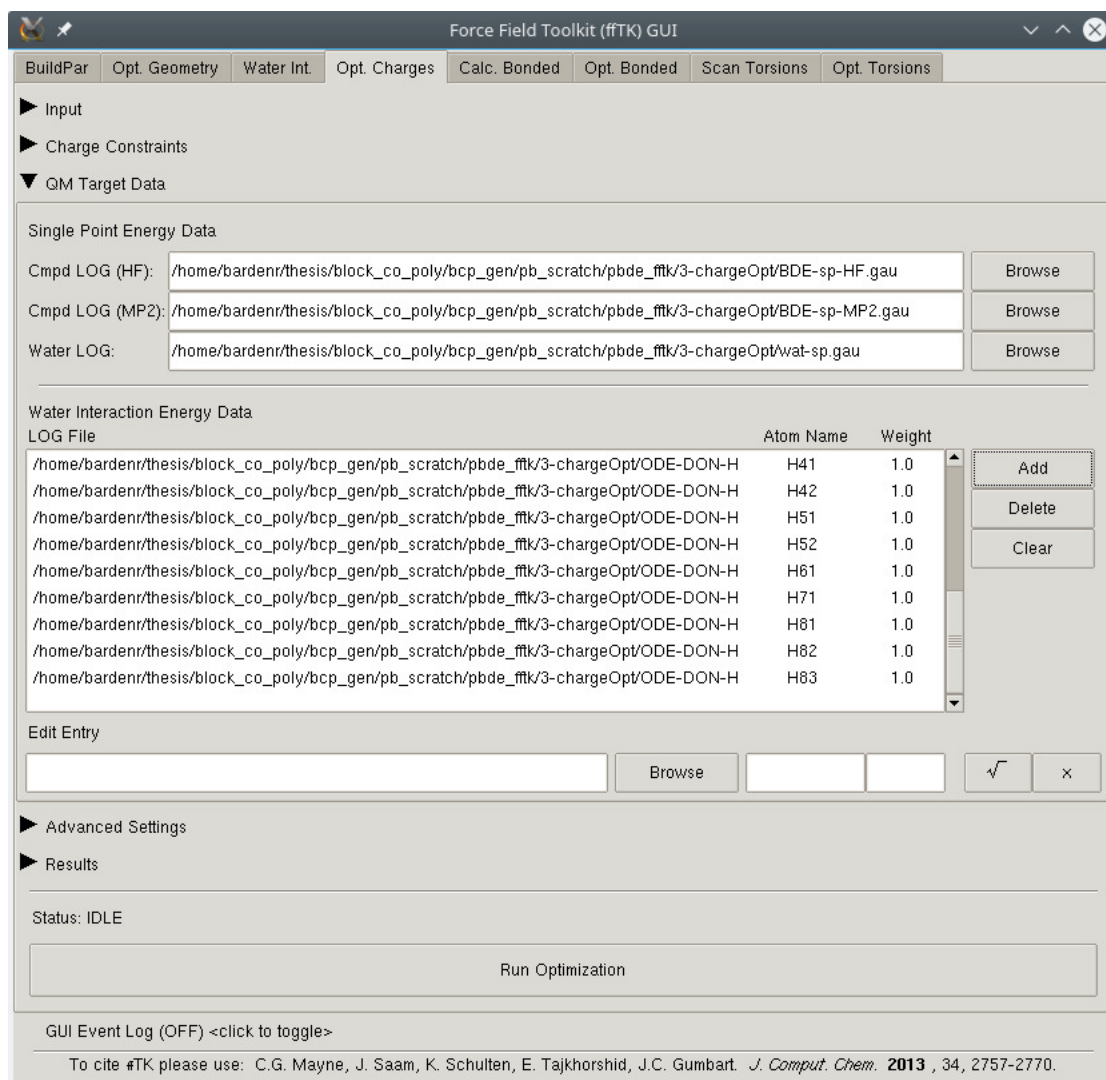 Force Field Toolkit (ffTK) GUI
BuildPar Opt. Geometry Water Int. Opt. Charges Calc. Bonded Opt. Bonded Scan Torsions Opt. Torsions
Input
Charge Constraints
QM Target Data
Single Point Energy Data
Cmpd LOG (HF): /home/bardenr/thesis/block_co_poly/bcp_gen/pb_scratch/pbde_fftk/3-chargeOpt/BDE-sp-HF.gau Browse
Cmpd LOG (MP2): /home/bardenr/thesis/block_co_poly/bcp_gen/pb_scratch/pbde_fftk/3-chargeOpt/BDE-sp-MP2.gau Browse
Water LOG: /home/bardenr/thesis/block_co_poly/bcp_gen/pb_scratch/pbde_fftk/3-chargeOpt/wat-sp.gau Browse
Water Interaction Energy Data
LOG File Atom Name Weight
/home/bardenr/thesis/block_co_poly/bcp_gen/pb_scratch/pbde_fftk/3-chargeOpt/ODE-DON-H H41 1.0 Add
/home/bardenr/thesis/block_co_poly/bcp_gen/pb_scratch/pbde_fftk/3-chargeOpt/ODE-DON-H H42 1.0
Delete
/home/bardenr/thesis/block_co_poly/bcp_gen/pb_scratch/pbde_fftk/3-chargeOpt/ODE-DON-H H51 1.0
/home/bardenr/thesis/block_co_poly/bcp_gen/pb_scratch/pbde_fftk/3-chargeOpt/ODE-DON-H H52 1.0 Clear
/home/bardenr/thesis/block_co_poly/bcp_gen/pb_scratch/pbde_fftk/3-chargeOpt/ODE-DON-H H61 1.0
/home/bardenr/thesis/block_co_poly/bcp_gen/pb_scratch/pbde_fftk/3-chargeOpt/ODE-DON-H H71 1.0
/home/bardenr/thesis/block_co_poly/bcp_gen/pb_scratch/pbde_fftk/3-chargeOpt/ODE-DON-H H81 1.0
/home/bardenr/thesis/block_co_poly/bcp_gen/pb_scratch/pbde_fftk/3-chargeOpt/ODE-DON-H H82 1.0
/home/bardenr/thesis/block_co_poly/bcp_gen/pb_scratch/pbde_fftk/3-chargeOpt/ODE-DON-H H83 1.0
Edit Entry
Browse √ x
Advanced Settings
Results
Status: IDLE
Run Optimization
GUI Event Log (OFF) <click to toggle>
To cite ffTK please use: C.G. Mayne, J. Saam, K. Schulten, E. Tajkhorshid, J.C. Gumbart. J. Comput. Chem. 2013 , 34, 2757-2770.